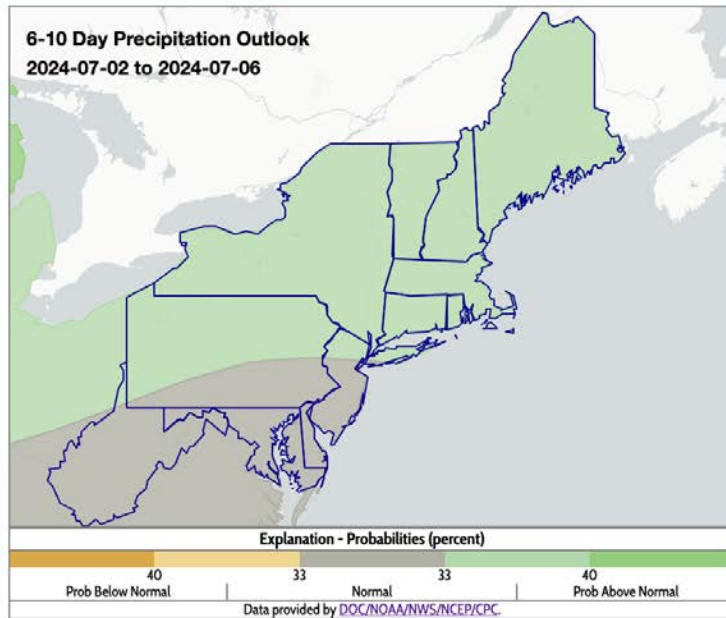 6-10 Day Precipitation Outlook
2024-07-02 to 2024-07-06
Explanation - Probabilities (percent)
40 33 33 40
Prob Below Normal Normal Prob Above Normal
Data provided by DOC/NOAA/NWS/NCEP/CPC.